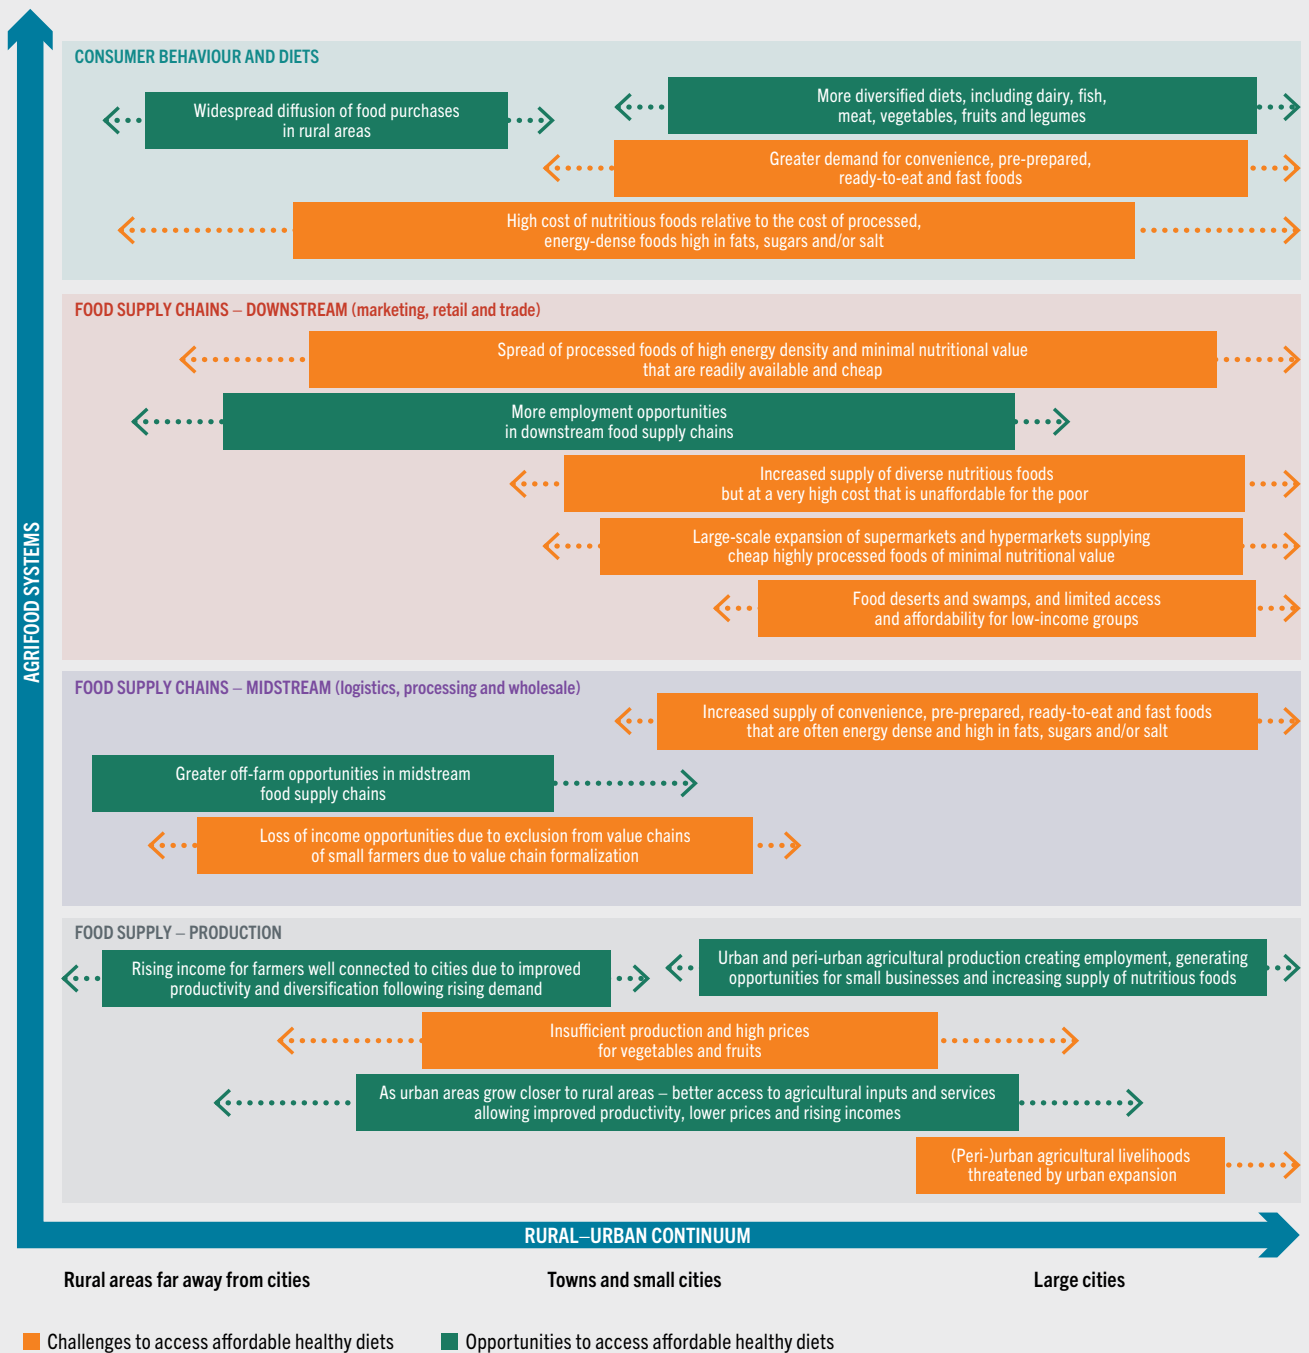 CONSUMER BEHAVIOUR AND DIETS
Widespread diffusion of food purchases
in rural areas
More diversified diets, including dairy, fish,
meat, vegetables, fruits and legumes
Greater demand for convenience, pre-prepared,
ready-to-eat and fast foods
High cost of nutritious foods relative to the cost of processed,
energy-dense foods high in fats, sugars and/or salt
FOOD SUPPLY CHAINS – DOWNSTREAM (marketing, retail and trade)
Spread of processed foods of high energy density and minimal nutritional value
that are readily available and cheap
More employment opportunities
in downstream food supply chains
Increased supply of diverse nutritious foods
but at a very high cost that is unaffordable for the poor
Large-scale expansion of supermarkets and hypermarkets supplying
cheap highly processed foods of minimal nutritional value
Food deserts and swamps, and limited access
and affordability for low-income groups
AGRIFOOD SYSTEMS
FOOD SUPPLY CHAINS – MIDSTREAM (logistics, processing and wholesale)
Increased supply of convenience, pre-prepared, ready-to-eat and fast foods
that are often energy dense and high in fats, sugars and/or salt
Greater off-farm opportunities in midstream
food supply chains
Loss of income opportunities due to exclusion from value chains
of small farmers due to value chain formalization
FOOD SUPPLY – PRODUCTION
Rising income for farmers well connected to cities due to improved
productivity and diversification following rising demand
Urban and peri-urban agricultural production creating employment, generating
opportunities for small businesses and increasing supply of nutritious foods
Insufficient production and high prices
for vegetables and fruits
As urban areas grow closer to rural areas – better access to agricultural inputs and services
allowing improved productivity, lower prices and rising incomes
(Peri-)urban agricultural livelihoods
threatened by urban expansion
RURAL–URBAN CONTINUUM
Rural areas far away from cities
Towns and small cities
Large cities
Challenges to access affordable healthy diets
Opportunities to access affordable healthy diets